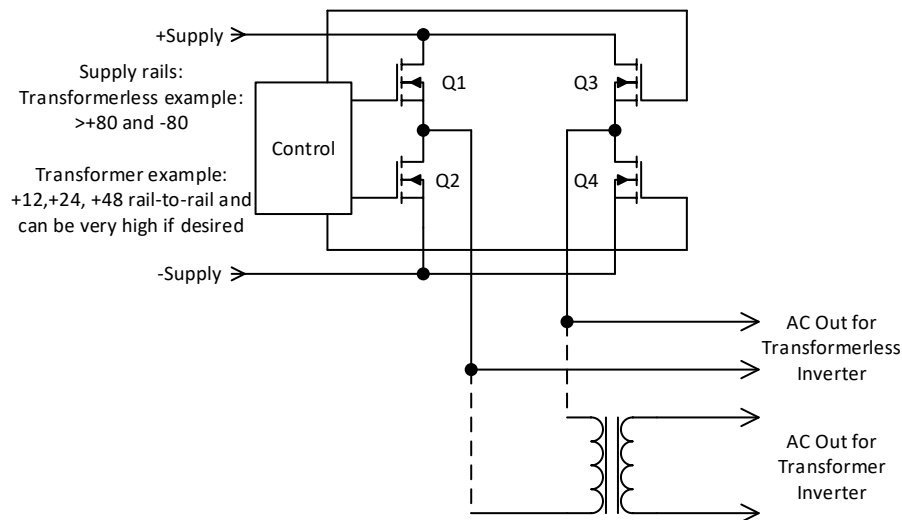 +Supply
Supply rails:
Transformerless example:
>+80 and -80
Transformer example:
+12,+24, +48 rail-to-rail and
can be very high if desired
Control
Q1
Q3
Q2
Q4
-Supply
AC Out for
Transformerless
Inverter
AC Out for
Transformer
Inverter